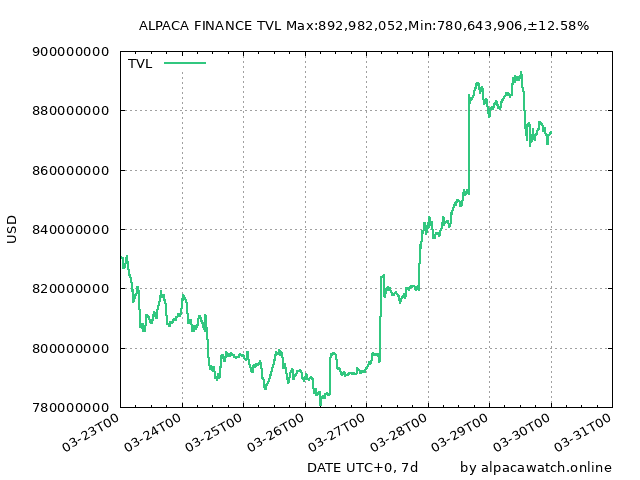 ALPACA FINANCE TVL Max:892,982,052,Min:780,643,906,±12.58%
TVL
900000000
880000000
860000000
840000000
820000000
800000000
780000000
USD
03-23T00
03-24T00
03-25T00
03-26T00
03-27T00
03-28T00
03-29T00
03-30T00
03-31T00
DATE UTC+0, 7d
by alpacawatch.online